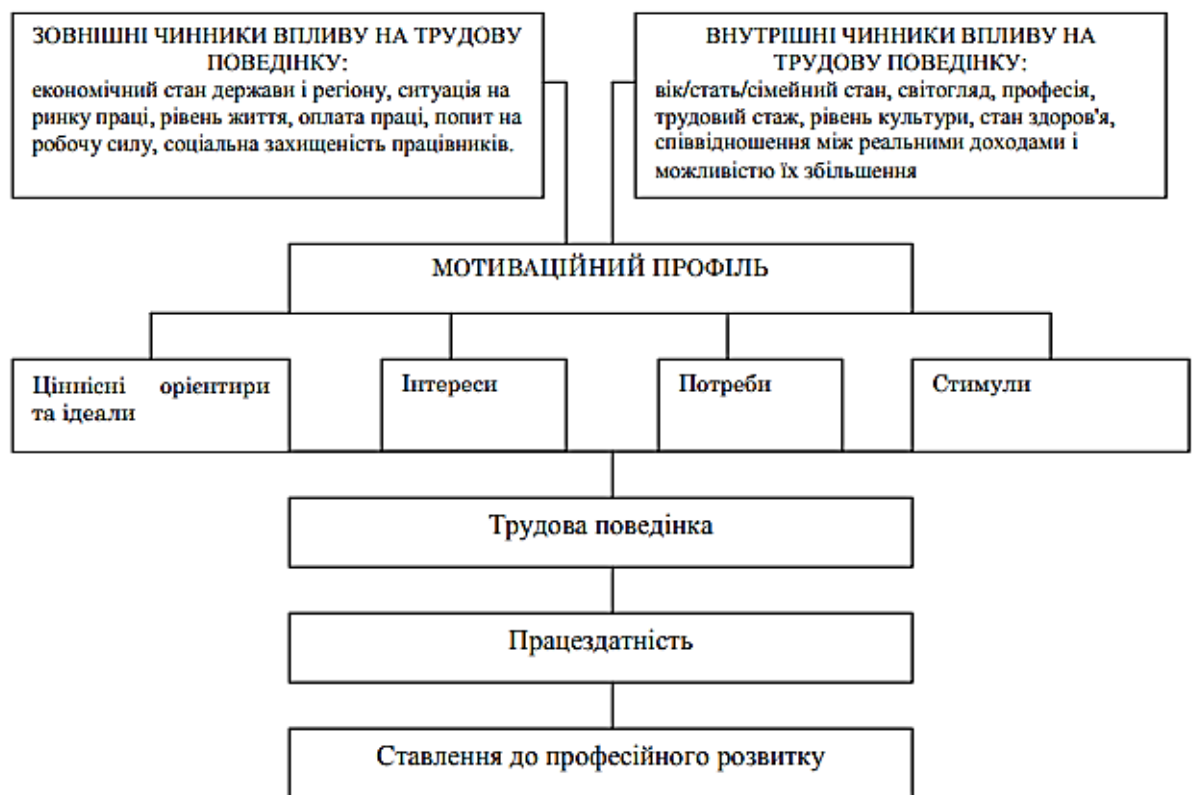 ЗОВНІШНІ ЧИННИКИ ВПЛИВУ НА ТРУДОВУ
ПОВЕДІНКУ:
економічний стан держави і регіону, ситуація на
ринку праці, рівень життя, оплата праці, попит на
робочу силу, соціальна захищеність працівників.
ВНУТРІШНІ ЧИННИКИ ВПЛИВУ НА
ТРУДОВУ ПОВЕДІНКУ:
вік/стать/сімейний стан, світогляд, професія,
трудовий стаж, рівень культури, стан здоров'я,
співвідношення між реальними доходами і
можливістю їх збільшення
МОТИВАЦІЙНИЙ ПРОФІЛЬ
Ціннісні орієнтири
та ідеали
Інтереси
Потреби
Стимули
Трудова поведінка
Працездатність
Ставлення до професійного розвитку